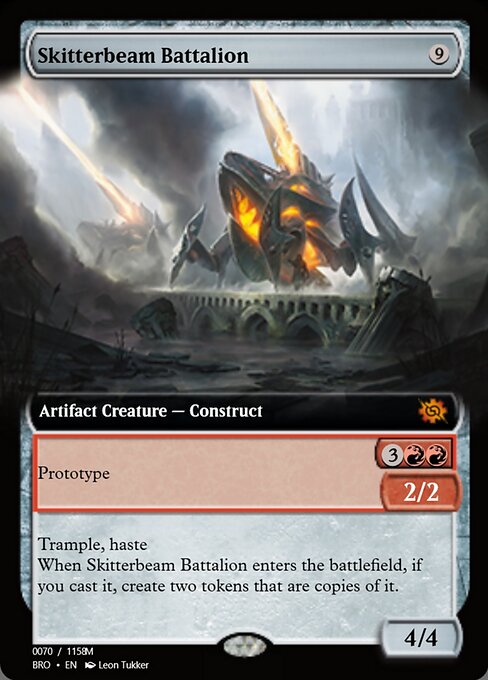 Skitterbeam Battalion 9
Artifact Creature — Construct
3
Prototype
2/2
Trample, haste
When Skitterbeam Battalion enters the battlefield, if
you cast it, create two tokens that are copies of it.
4/4
0070 / 1158M
BRO • EN Leon Tukker